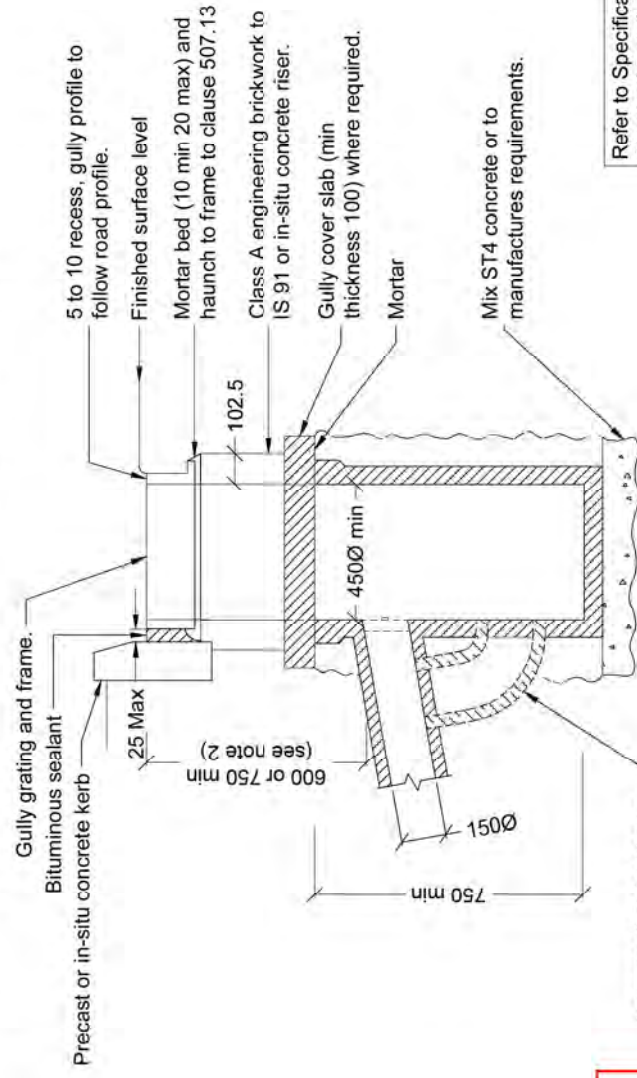 Gully grating and frame.
Bituminous sealant
Precast or in-situ concrete kerb
25 Max
600 or 750 min
(see note 2)
150Ø
750 min
450Ø min
102.5
5 to 10 recess, gully profile to
follow road profile.
Finished surface level
Mortar bed (10 min 20 max) and
haunch to frame to clause 507.13
Class A engineering brickwork to
IS 91 or in-situ concrete riser.
Gully cover slab (min
thickness 100) where required.
Mortar
Mix ST4 concrete or to
manufactures requirements.
Refer to Specifica